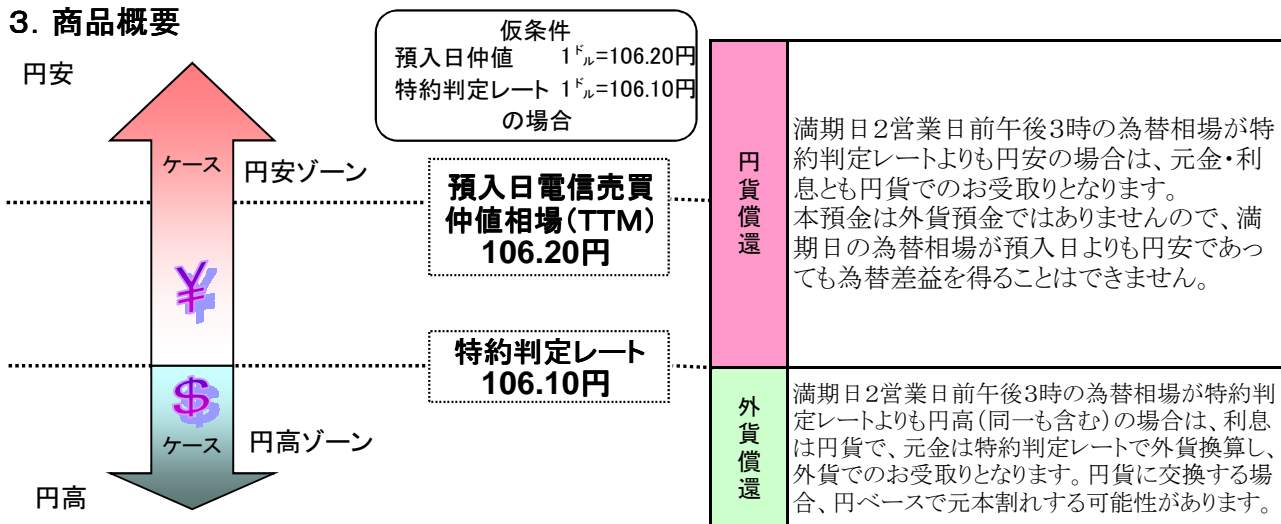 3．商品概要
仮条件
預入日仲値　1㌦=106.20円
特約判定レート 1㌦=106.10円
の場合
円安
ケース
円安ゾーン
預入日電信売買
仲値相場(TTM)
106.20円
¥
特約判定レート
106.10円
$
ケース
円高ゾーン
円高
円貨償還
満期日2営業日前午後3時の為替相場が特
約判定レートよりも円安の場合は、元金・利
息とも円貨でのお受取りとなります。
本預金は外貨預金ではありませんので、満
期日の為替相場が預入日よりも円安であっ
ても為替差益を得ることはできません。
外貨償還
満期日2営業日前午後3時の為替相場が特約判
定レートよりも円高(同一も含む)の場合は、利息
は円貨で、元金は特約判定レートで外貨換算し、
外貨でのお受取りとなります。円貨に交換する場
合、円ベースで元本割れする可能性があります。